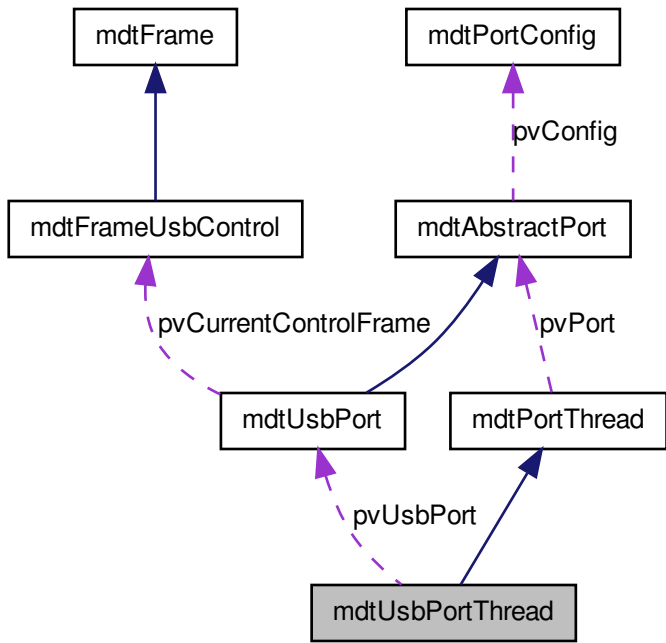 mdtFrame
mdtPortConfig
pvConfig
mdtFrameUsbControl
mdtAbstractPort
pvCurrentControlFrame
pvPort
mdtUsbPort
mdtPortThread
pvUsbPort
mdtUsbPortThread